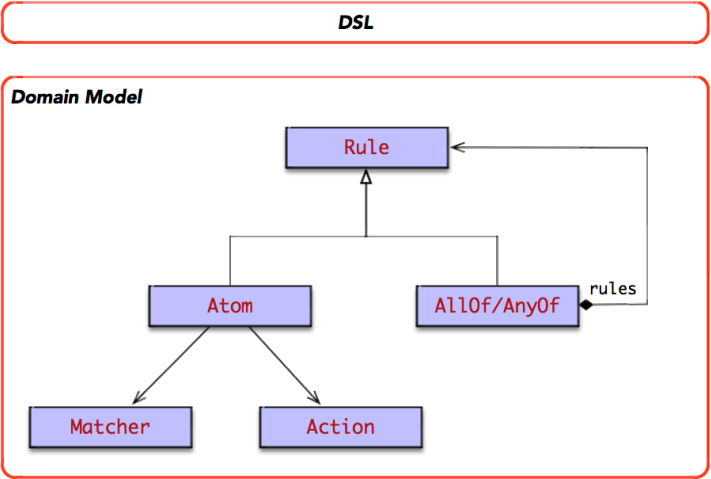 DSL
Domain Model
Rule
rules
Atom
AllOf/AnyOf
Matcher
Action